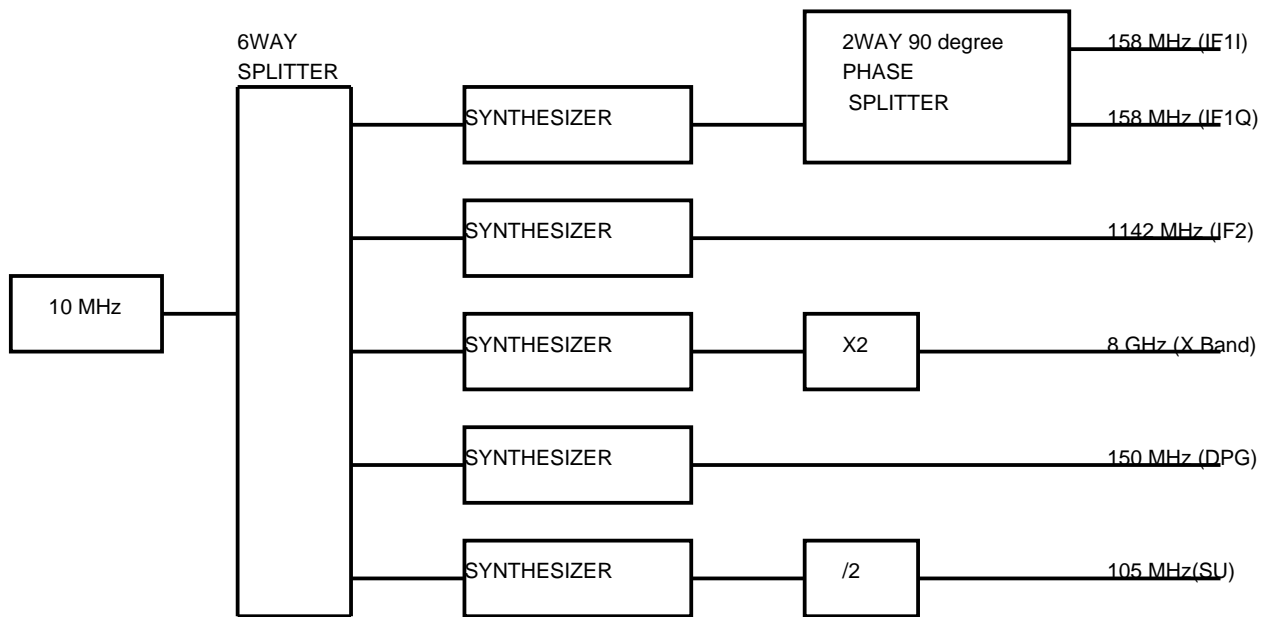 6WAY
SPLITTER
2WAY 90 degree
PHASE
SPLITTER
158 MHz (IF1I)
SYNTHESIZER
158 MHz (IF1Q)
SYNTHESIZER
1142 MHz (IF2)
10 MHz
SYNTHESIZER
X2
8 GHz (X Band)
SYNTHESIZER
150 MHz (DPG)
SYNTHESIZER
/2
105 MHz(SU)